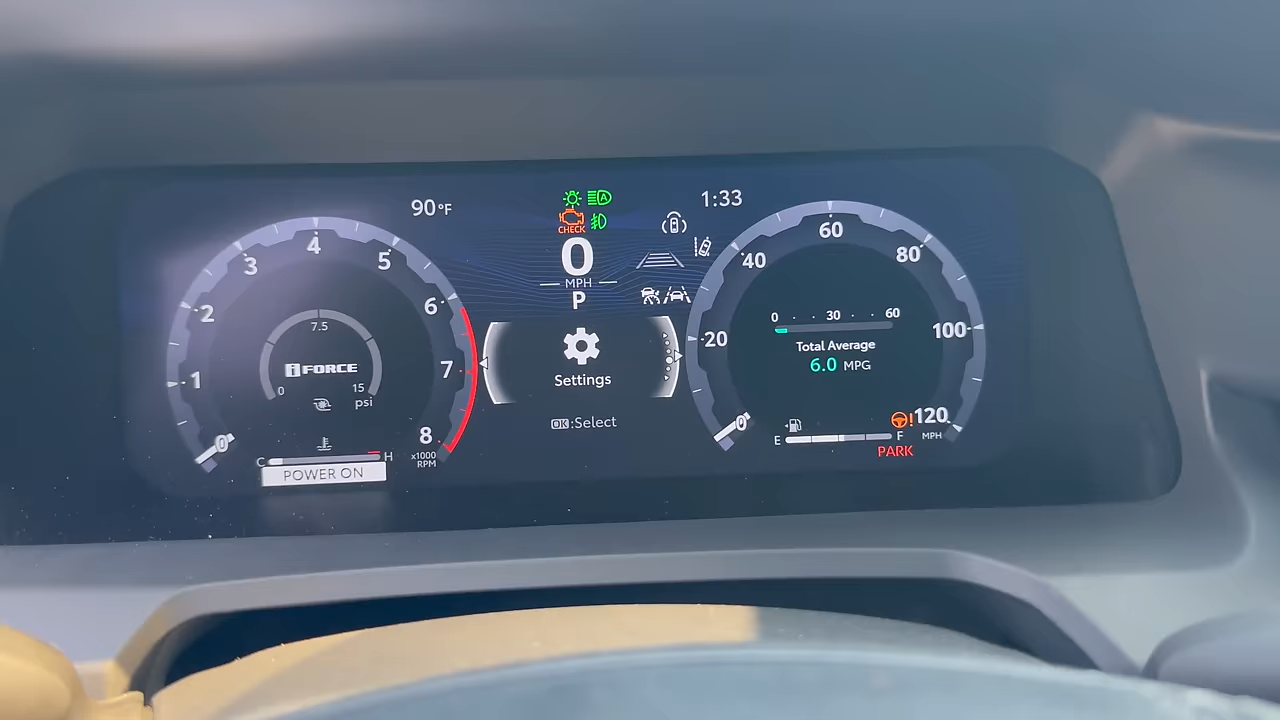 90°F
1:33
CHECK
0
MPH
P
Settings
OK:Select
0
1
2
3
4
5
6
7
8
x1000
RPM
7.5
iFORCE
0
15
psi
C
H
POWER ON
0
20
40
60
80
100
120
MPH
0
30
60
Total Average
6.0 MPG
E
F
PARK
A